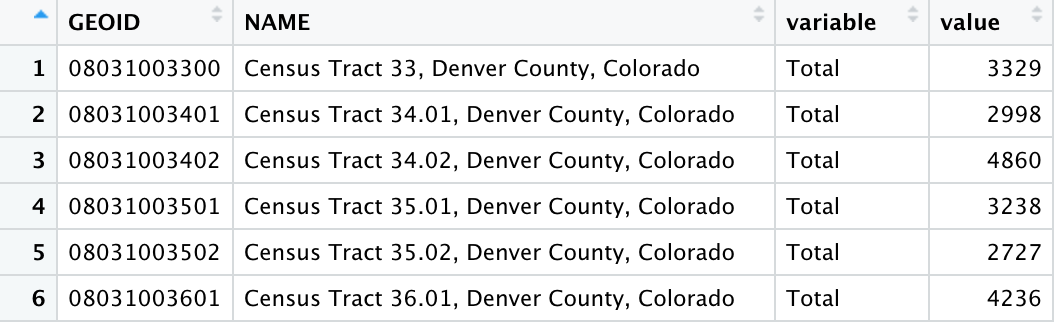 GEOID NAME variable value
1 08031003300 Census Tract 33, Denver County, Colorado Total 3329
2 08031003401 Census Tract 34.01, Denver County, Colorado Total 2998
3 08031003402 Census Tract 34.02, Denver County, Colorado Total 4860
4 08031003501 Census Tract 35.01, Denver County, Colorado Total 3238
5 08031003502 Census Tract 35.02, Denver County, Colorado Total 2727
6 08031003601 Census Tract 36.01, Denver County, Colorado Total 4236